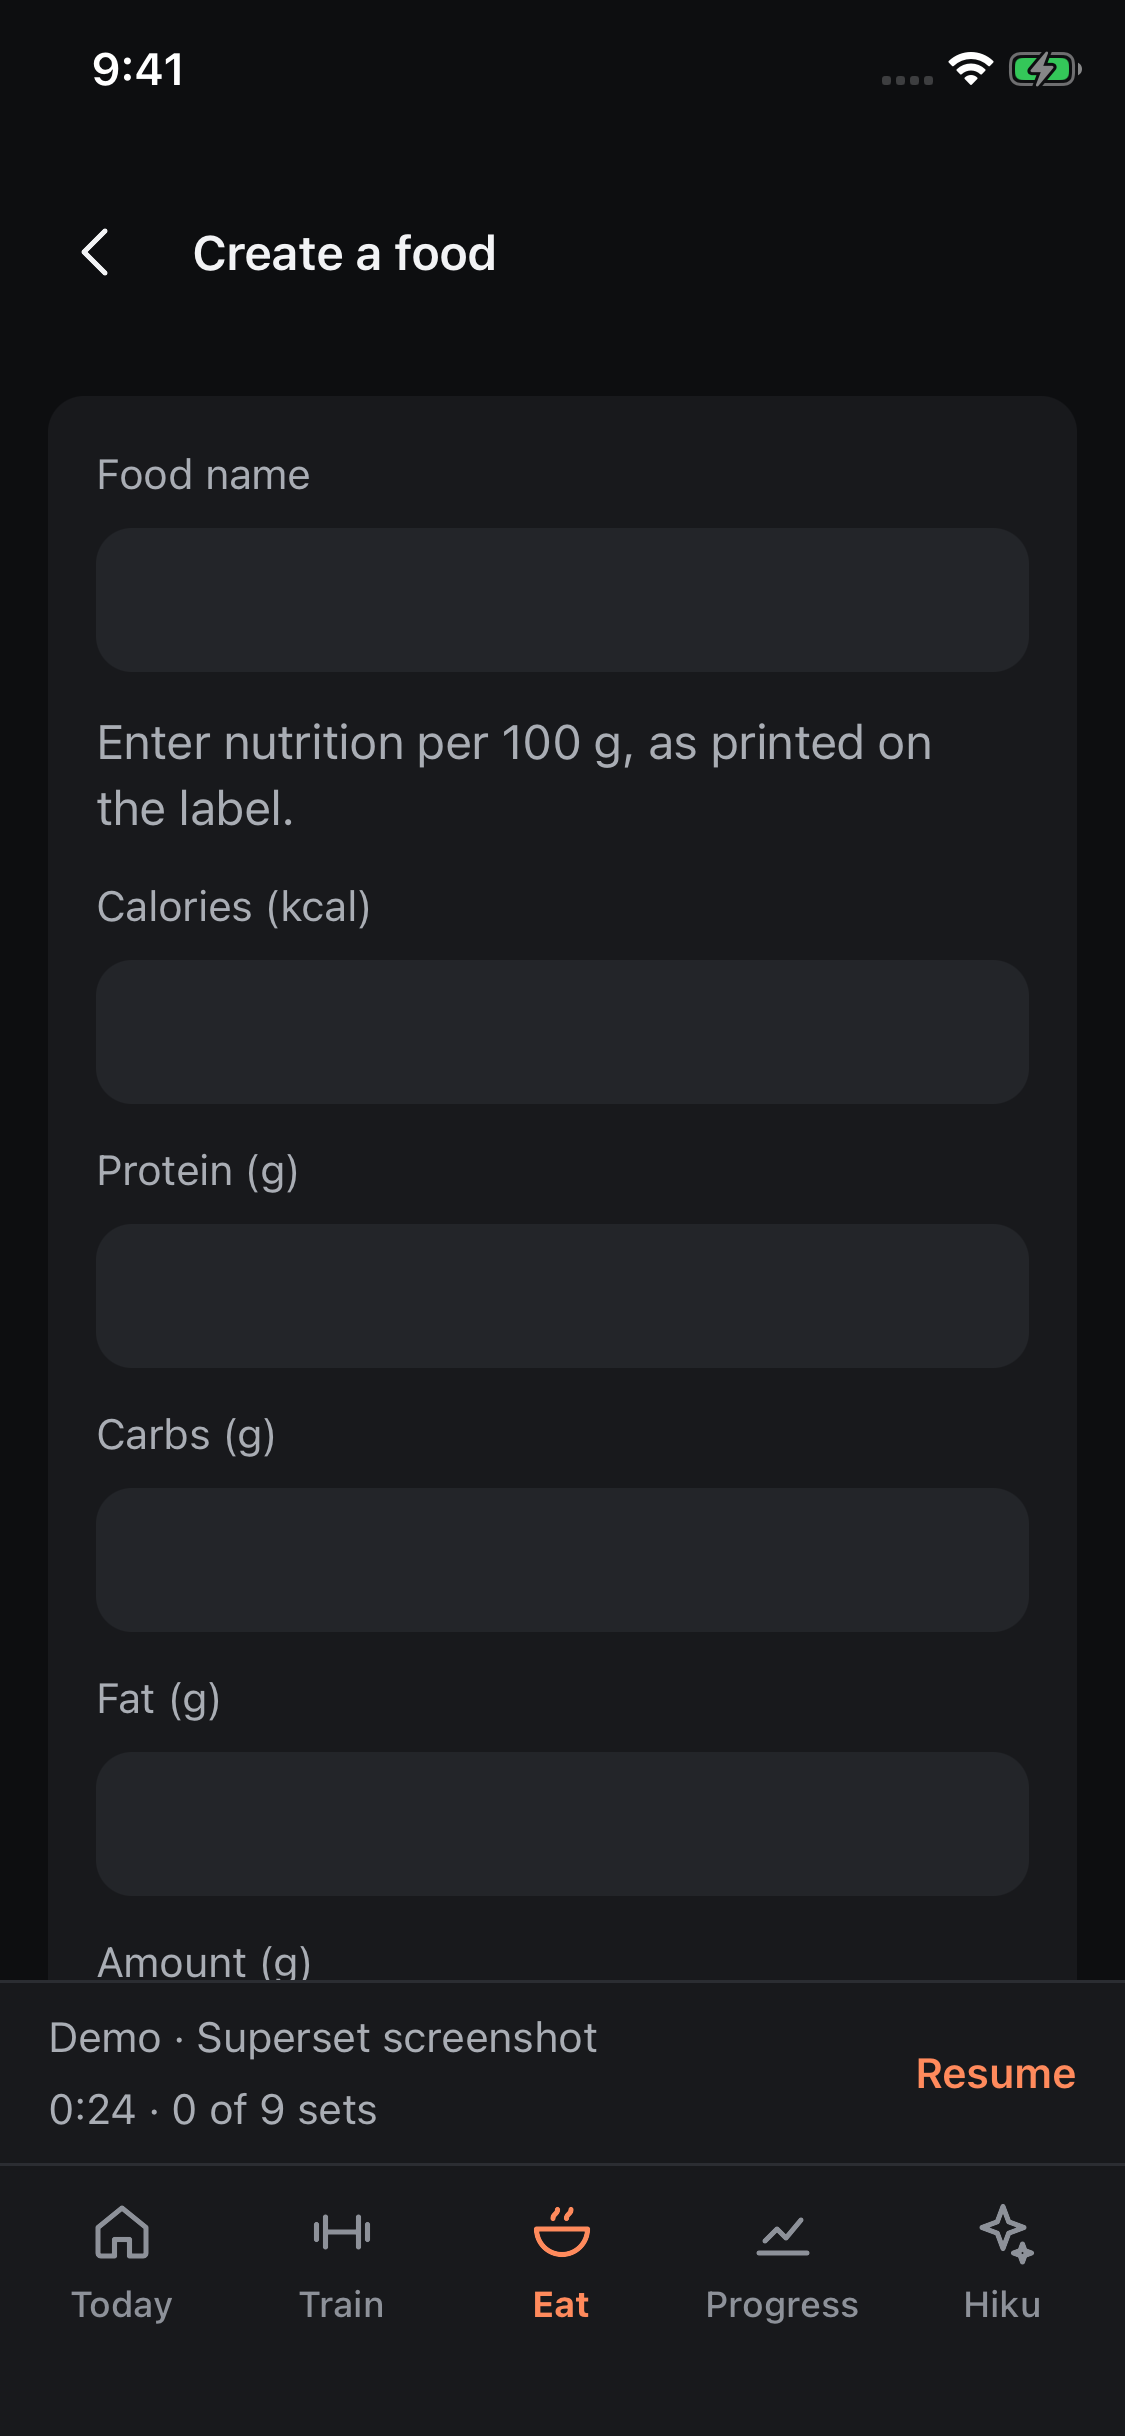 9:41
Create a food
Food name
Enter nutrition per 100 g, as printed on
the label.
Calories (kcal)
Protein (g)
Carbs (g)
Fat (g)
Amount (g)
Demo · Superset screenshot
0:24 · 0 of 9 sets
Resume
Today
Train
Eat
Progress
Hiku